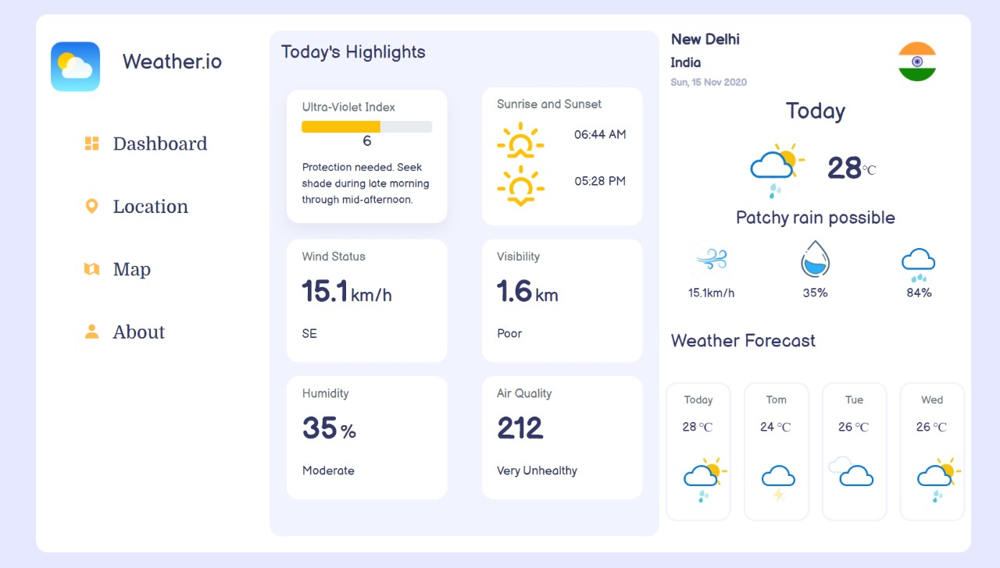 Weather.io
Dashboard
Location
Map
About
Today's Highlights
Ultra-Violet Index
6
Protection needed. Seek
shade during late morning
through mid-afternoon.
Sunrise and Sunset
06:44 AM
05:28 PM
Wind Status
15.1 km/h
SE
Visibility
1.6 km
Poor
Humidity
35 %
Moderate
Air Quality
212
Very Unhealthy
New Delhi
India
Sun, 15 Nov 2020
Today
28°C
Patchy rain possible
15.1km/h
35%
84%
Weather Forecast
Today
28 °C
Tom
24 °C
Tue
26 °C
Wed
26 °C